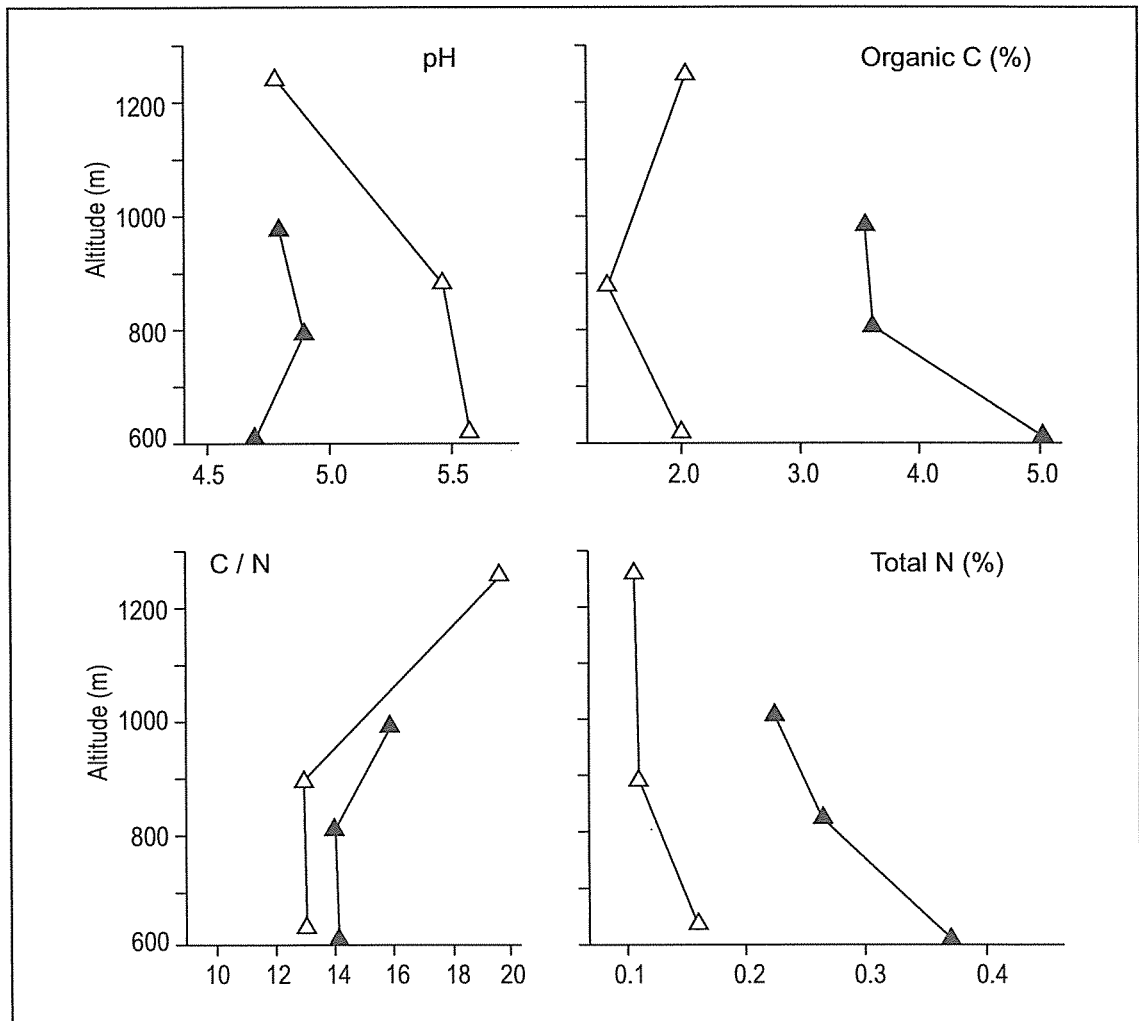 pH
Altitude (m)
1200
1000
800
600
4.5 5.0 5.5
Organic C (%)
2.0 3.0 4.0 5.0
C / N
Altitude (m)
1200
1000
800
600
10 12 14 16 18 20
Total N (%)
0.1 0.2 0.3 0.4